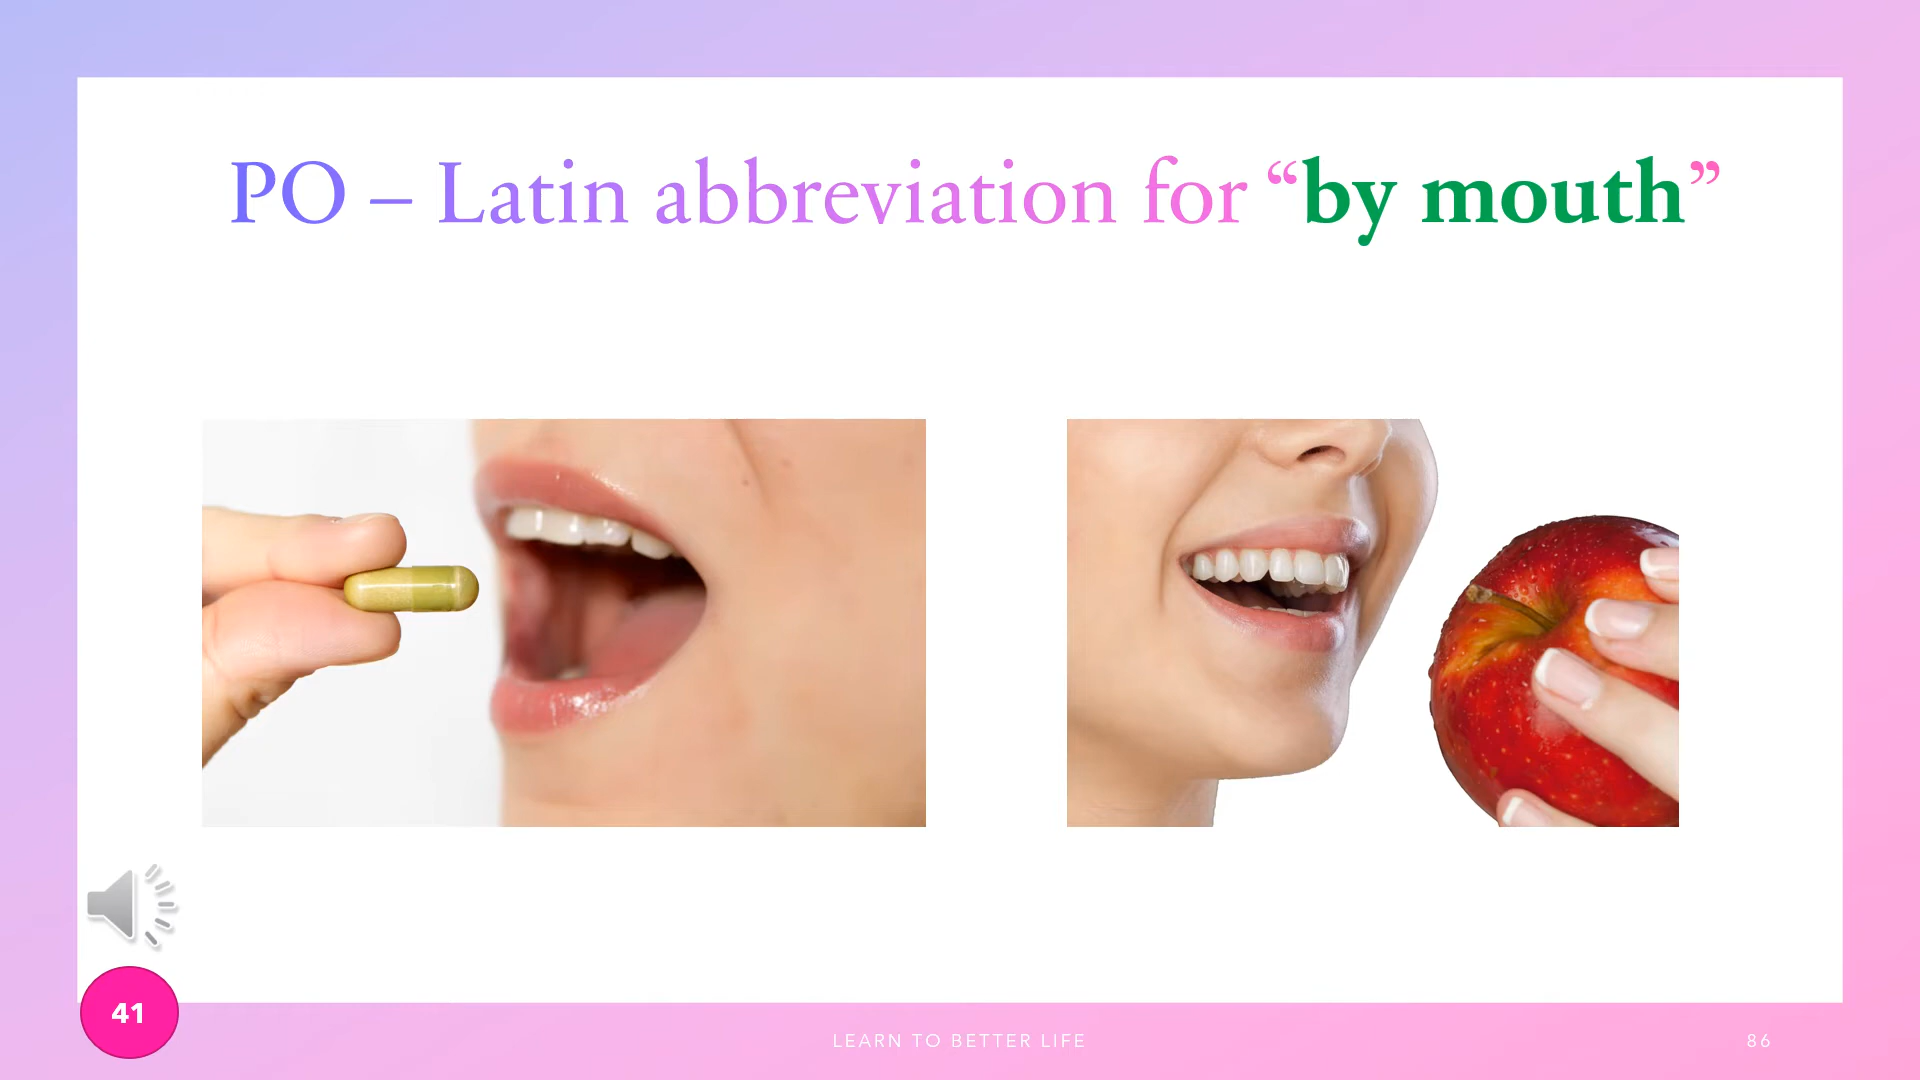 PO – Latin abbreviation for “by mouth”
41
LEARN TO BETTER LIFE
86